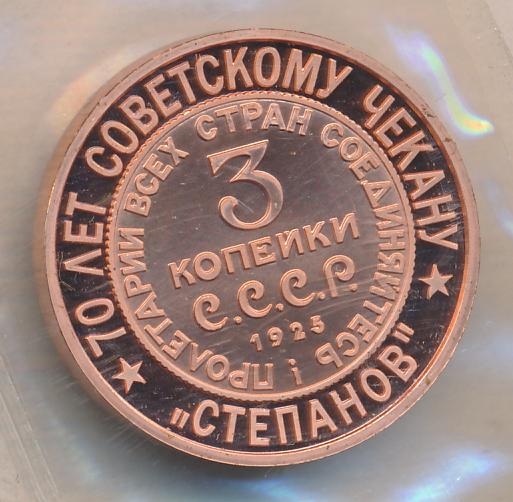 70 ЛЕТ СОВЕТСКОМУ ЧЕКАНУ
"СТЕПАНОВ"
ПРОЛЕТАРИИ ВСЕХ СТРАН СОЕДИНЯЙТЕСЬ!
3
КОПЕЙКИ
С.С.С.Р.
1925